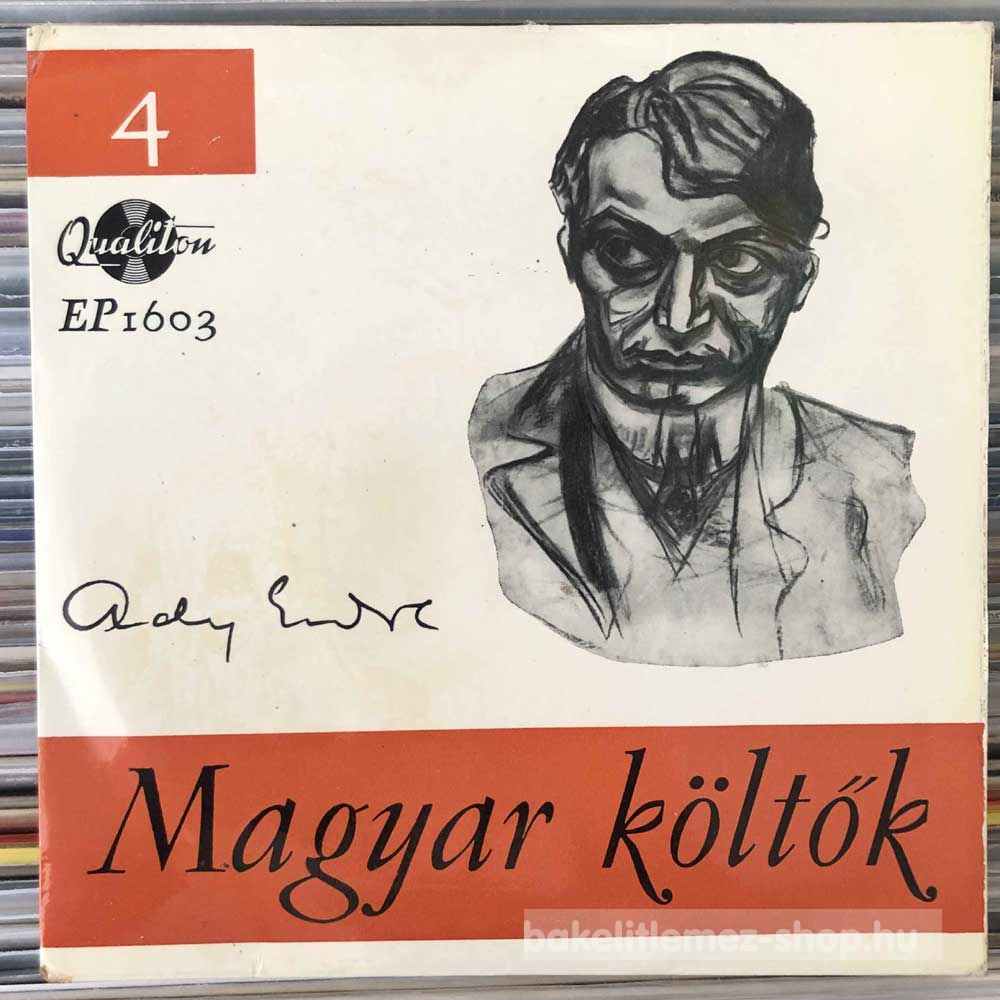 4
Qualiton
EP 1603
Ady Endre
Magyar költők
bakelitlemez-shop.hu